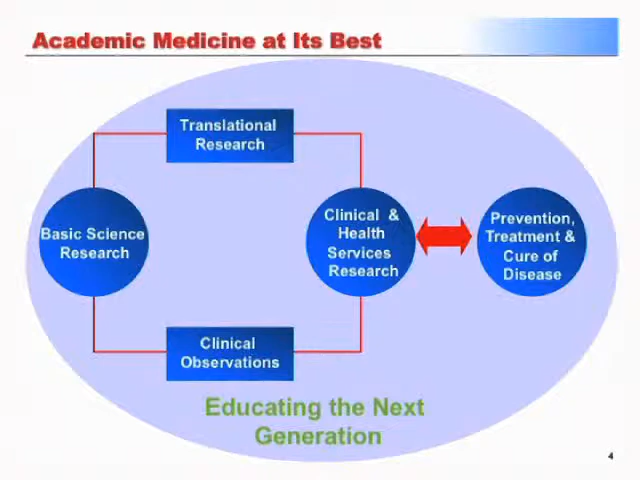 Academic Medicine at Its Best
Translational
Research
Basic Science
Research
Clinical &
Health
Services
Research
Prevention,
Treatment &
Cure of
Disease
Clinical
Observations
Educating the Next
Generation
4